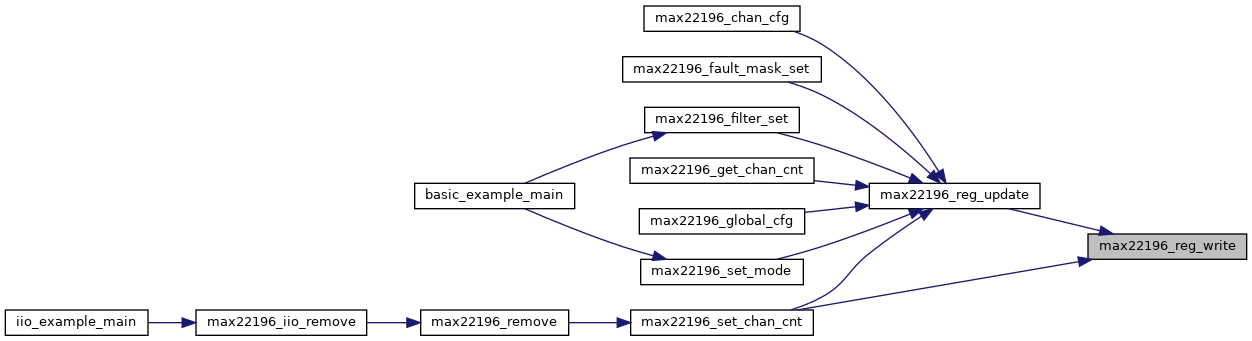 max22196_chan_cfg
max22196_fault_mask_set
max22196_filter_set
max22196_get_chan_cnt
basic_example_main
max22196_reg_update
max22196_global_cfg
max22196_reg_write
max22196_set_mode
iio_example_main
max22196_iio_remove
max22196_remove
max22196_set_chan_cnt